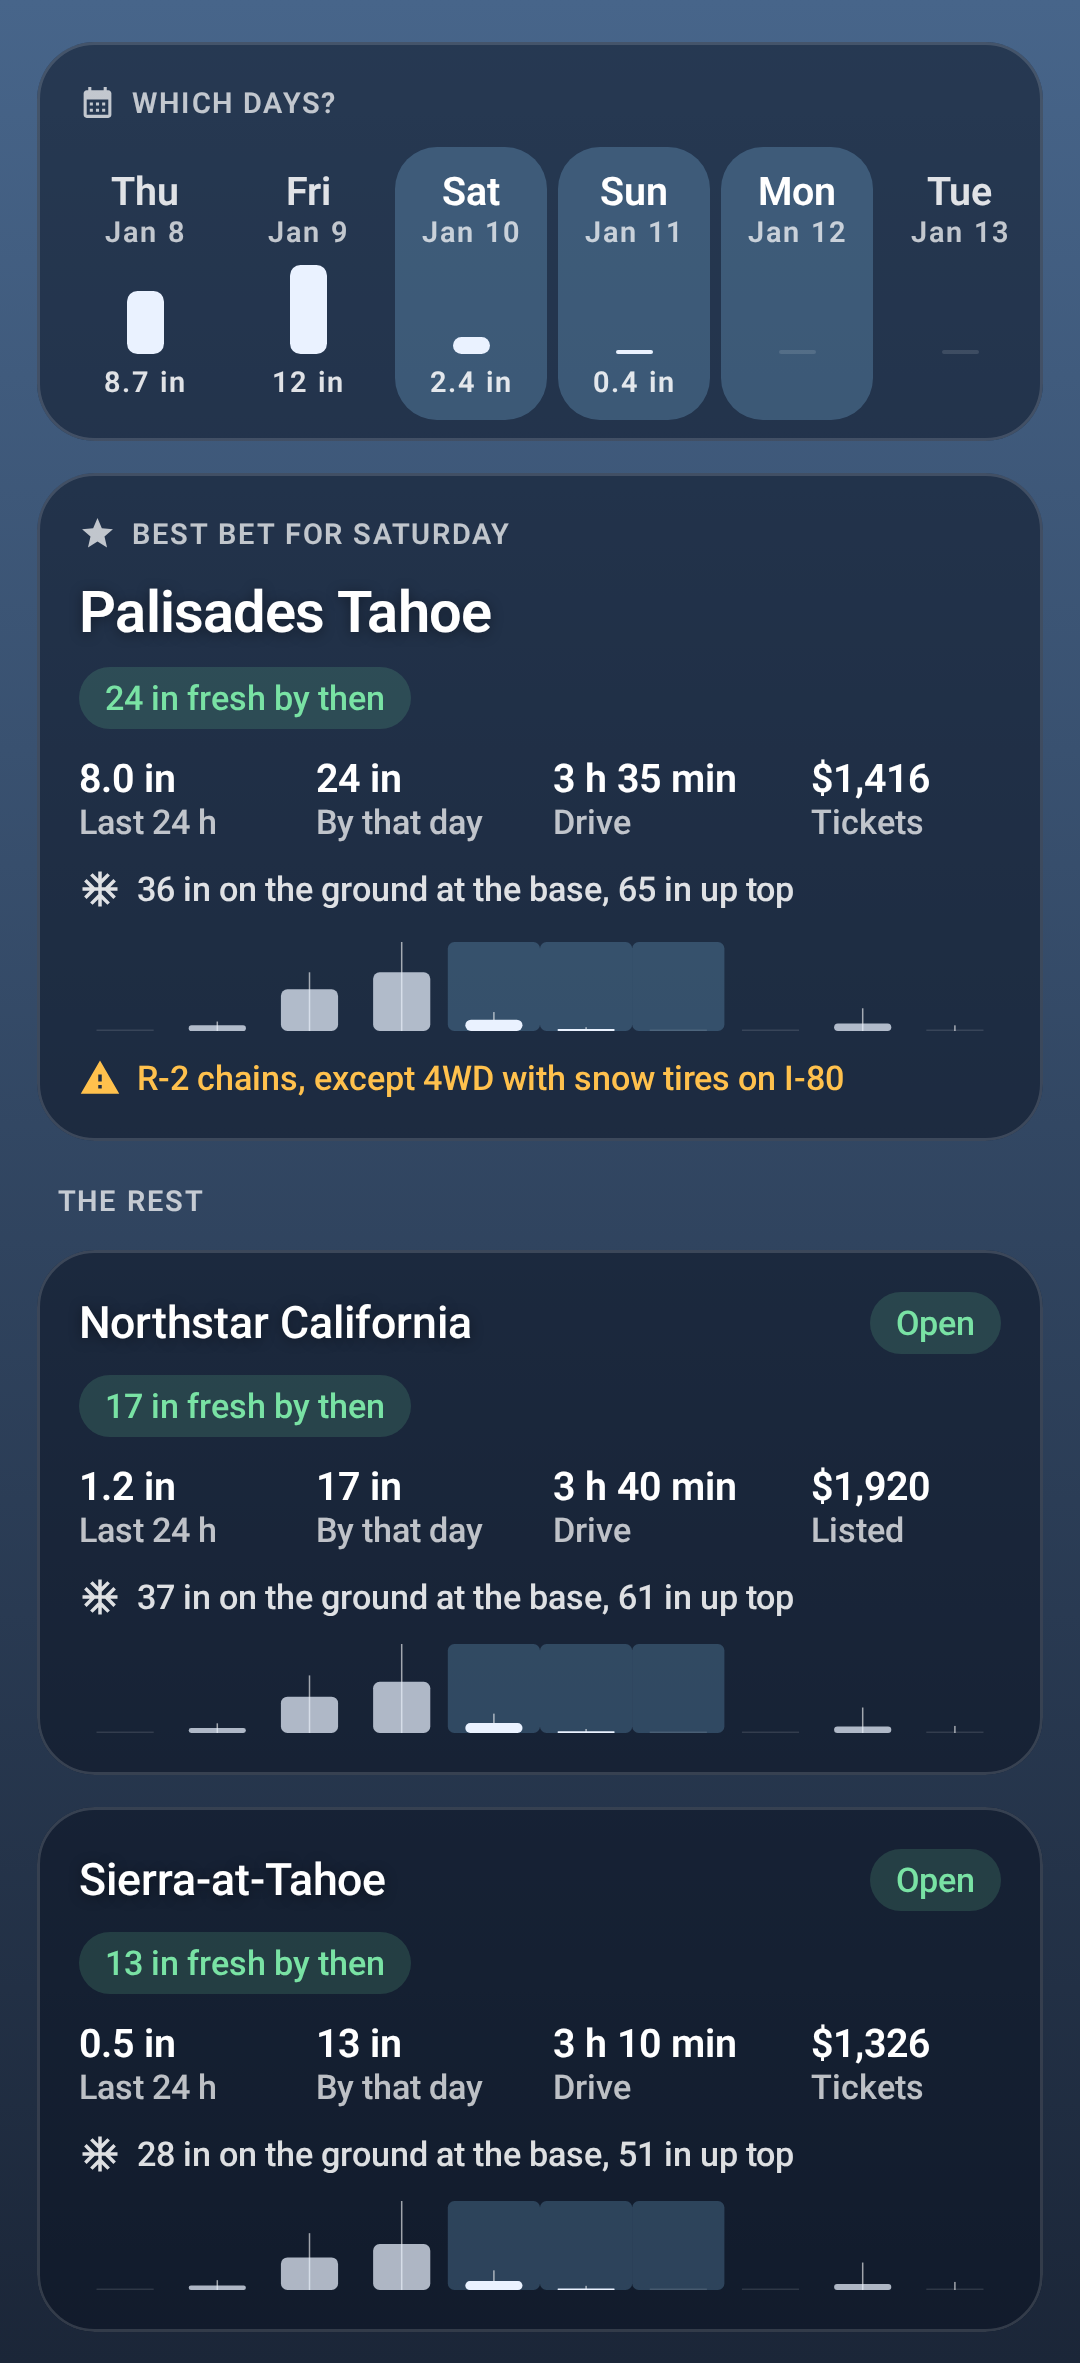 WHICH DAYS?
Thu Fri Sat Sun Mon Tue
Jan 8 Jan 9 Jan 10 Jan 11 Jan 12 Jan 13
8.7 in 12 in 2.4 in 0.4 in
BEST BET FOR SATURDAY
Palisades Tahoe
24 in fresh by then
8.0 in 24 in 3 h 35 min $1,416
Last 24 h By that day Drive Tickets
36 in on the ground at the base, 65 in up top
R-2 chains, except 4WD with snow tires on I-80
THE REST
Northstar California Open
17 in fresh by then
1.2 in 17 in 3 h 40 min $1,920
Last 24 h By that day Drive Listed
37 in on the ground at the base, 61 in up top
Sierra-at-Tahoe Open
13 in fresh by then
0.5 in 13 in 3 h 10 min $1,326
Last 24 h By that day Drive Tickets
28 in on the ground at the base, 51 in up top